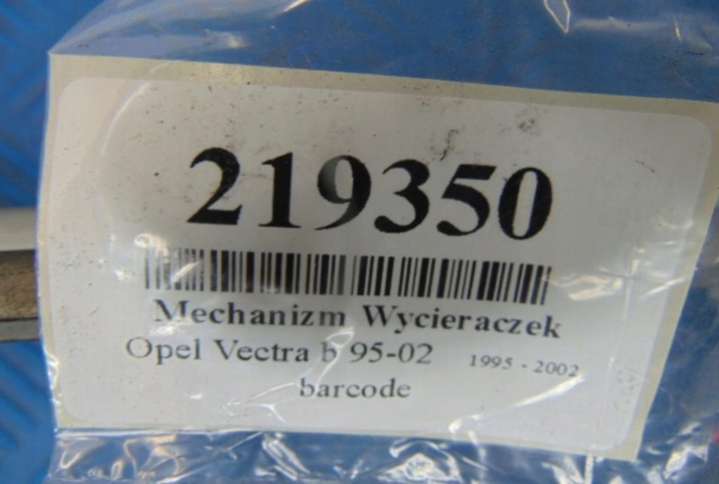 219350
Mechanizm Wycieraczek
Opel Vectra b 95-02 1995 - 2002
barcode